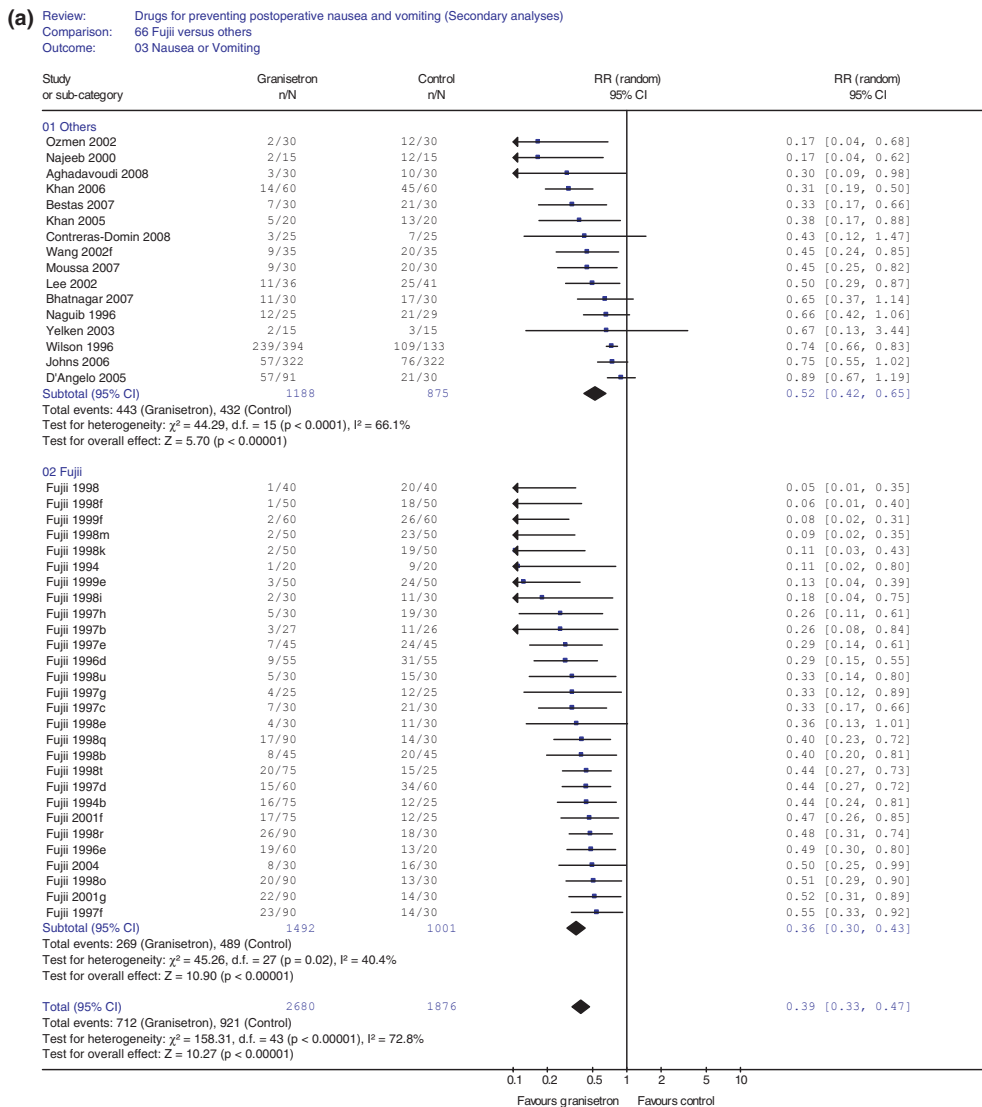 (a) Review: Drugs for preventing postoperative nausea and vomiting (Secondary analyses)
Comparison: 66 Fujii versus others
Outcome: 03 Nausea or Vomiting
Study Granisetron Control RR (random) RR (random)
or sub-category n/N n/N 95% CI 95% CI
01 Others
Ozmen 2002 2/30 12/30 0.17 [0.04, 0.68]
Najeeb 2000 2/15 12/15 0.17 [0.04, 0.62]
Aghadavoudi 2008 3/30 10/30 0.30 [0.09, 0.98]
Khan 2006 14/60 45/60 0.31 [0.19, 0.50]
Bestas 2007 7/30 21/30 0.33 [0.17, 0.66]
Khan 2005 5/20 13/20 0.38 [0.17, 0.88]
Contreras-Domin 2008 3/25 7/25 0.43 [0.12, 1.47]
Wang 2002f 9/35 20/35 0.45 [0.24, 0.85]
Moussa 2007 9/30 20/30 0.45 [0.25, 0.82]
Lee 2002 11/36 25/41 0.50 [0.29, 0.87]
Bhatnagar 2007 11/30 17/30 0.65 [0.37, 1.14]
Naguib 1996 12/25 21/29 0.66 [0.42, 1.06]
Yelken 2003 2/15 3/15 0.67 [0.13, 3.44]
Wilson 1996 239/394 109/133 0.74 [0.66, 0.83]
Johns 2006 57/322 76/322 0.75 [0.55, 1.02]
D'Angelo 2005 57/91 21/30 0.89 [0.67, 1.19]
Subtotal (95% CI) 1188 875 0.52 [0.42, 0.65]
Total events: 443 (Granisetron), 432 (Control)
Test for heterogeneity: χ² = 44.29, d.f. = 15 (p < 0.0001), I² = 66.1%
Test for overall effect: Z = 5.70 (p < 0.00001)
02 Fujii
Fujii 1998 1/40 20/40 0.05 [0.01, 0.35]
Fujii 1998f 1/50 18/50 0.06 [0.01, 0.40]
Fujii 1999f 2/60 26/60 0.08 [0.02, 0.31]
Fujii 1998m 2/50 23/50 0.09 [0.02, 0.35]
Fujii 1998k 2/50 19/50 0.11 [0.03, 0.43]
Fujii 1994 1/20 9/20 0.11 [0.02, 0.80]
Fujii 1999e 3/50 24/50 0.13 [0.04, 0.39]
Fujii 1998i 2/30 11/30 0.18 [0.04, 0.75]
Fujii 1997h 5/30 19/30 0.26 [0.11, 0.61]
Fujii 1997b 3/27 11/26 0.26 [0.08, 0.84]
Fujii 1997e 7/45 24/45 0.29 [0.14, 0.61]
Fujii 1996d 9/55 31/55 0.29 [0.15, 0.55]
Fujii 1998u 5/30 15/30 0.33 [0.14, 0.80]
Fujii 1997g 4/25 12/25 0.33 [0.12, 0.89]
Fujii 1997c 7/30 21/30 0.33 [0.17, 0.66]
Fujii 1998e 4/30 11/30 0.36 [0.13, 1.01]
Fujii 1998q 17/90 14/30 0.40 [0.23, 0.72]
Fujii 1998b 8/45 20/45 0.40 [0.20, 0.81]
Fujii 1998t 20/75 15/25 0.44 [0.27, 0.73]
Fujii 1997d 15/60 34/60 0.44 [0.27, 0.72]
Fujii 1994b 16/75 12/25 0.44 [0.24, 0.81]
Fujii 2001f 17/75 12/25 0.47 [0.26, 0.85]
Fujii 1998r 26/90 18/30 0.48 [0.31, 0.74]
Fujii 1996e 19/60 13/20 0.49 [0.30, 0.80]
Fujii 2004 8/30 16/30 0.50 [0.25, 0.99]
Fujii 1998o 20/90 13/30 0.51 [0.29, 0.90]
Fujii 2001g 22/90 14/30 0.52 [0.31, 0.89]
Fujii 1997f 23/90 14/30 0.55 [0.33, 0.92]
Subtotal (95% CI) 1492 1001 0.36 [0.30, 0.43]
Total events: 269 (Granisetron), 489 (Control)
Test for heterogeneity: χ² = 45.26, d.f. = 27 (p = 0.02), I² = 40.4%
Test for overall effect: Z = 10.90 (p < 0.00001)
Total (95% CI) 2680 1876 0.39 [0.33, 0.47]
Total events: 712 (Granisetron), 921 (Control)
Test for heterogeneity: χ² = 158.31, d.f. = 43 (p < 0.00001), I² = 72.8%
Test for overall effect: Z = 10.27 (p < 0.00001)
0.1 0.2 0.5 1 2 5 10
Favours granisetron Favours control